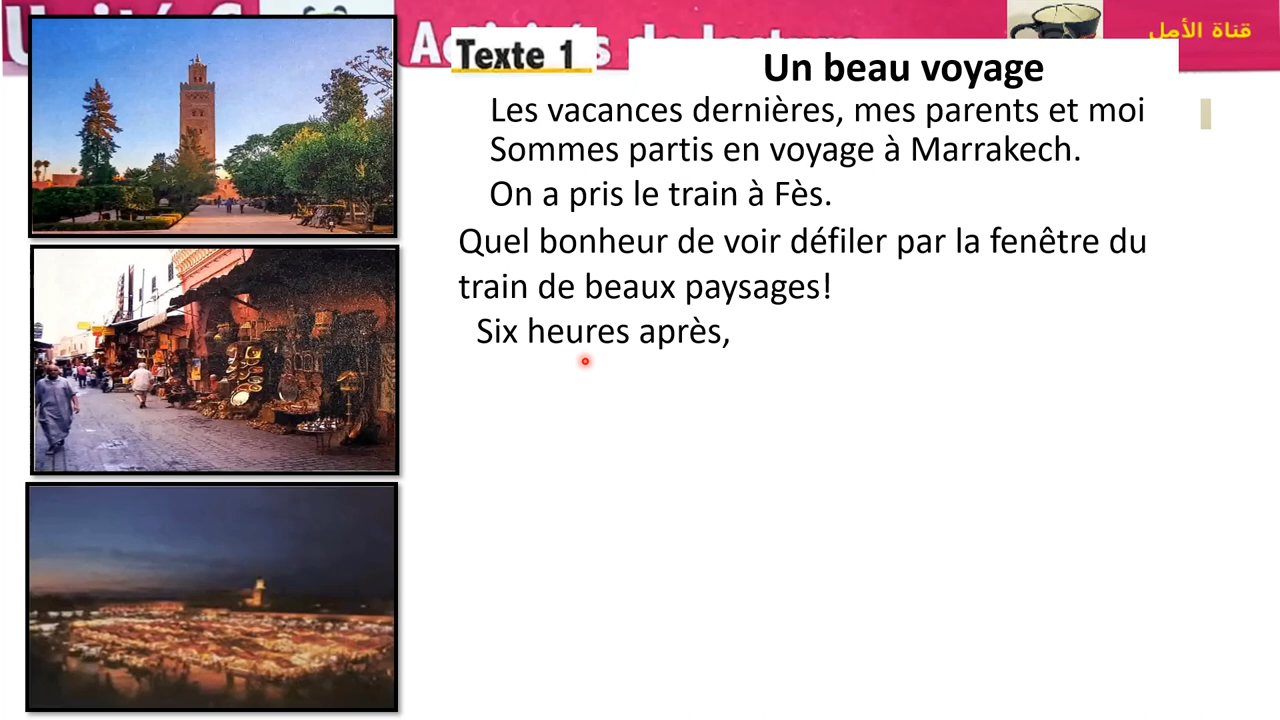 قناة الأمل
Texte 1
Un beau voyage
Les vacances dernières, mes parents et moi
Sommes partis en voyage à Marrakech.
On a pris le train à Fès.
Quel bonheur de voir défiler par la fenêtre du
train de beaux paysages!
Six heures après,